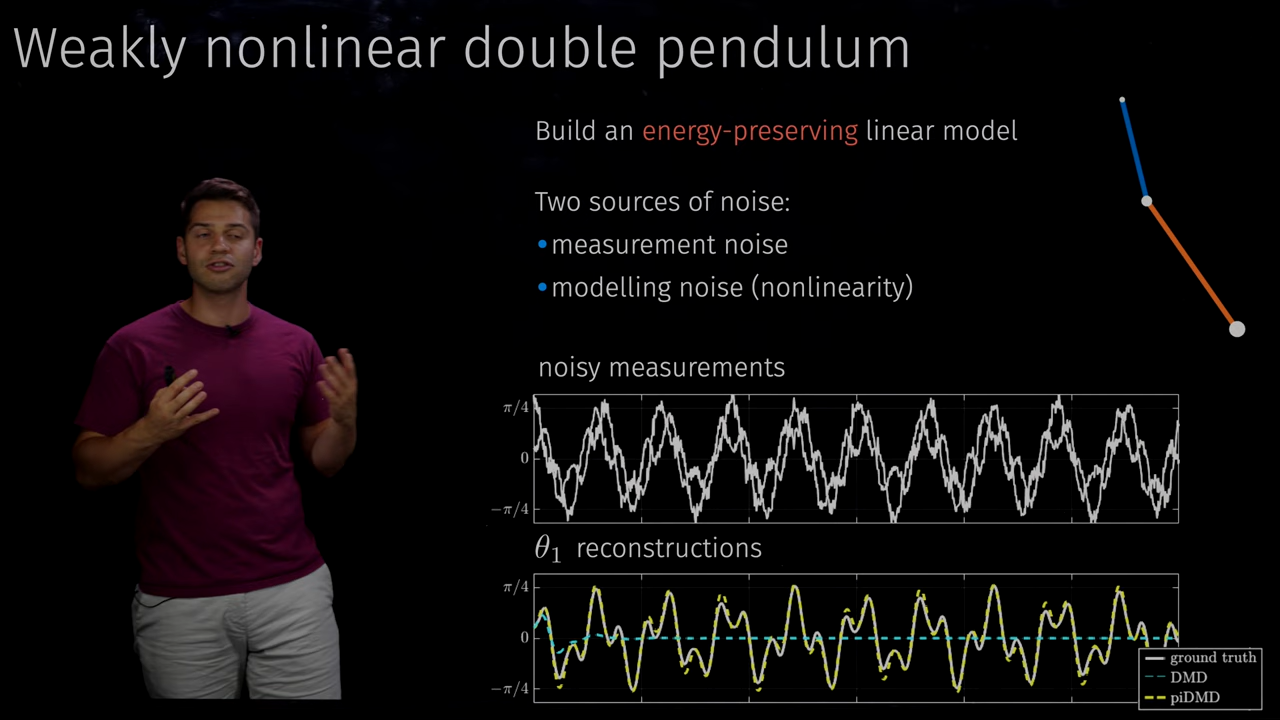 Weakly nonlinear double pendulum
Build an energy-preserving linear model
Two sources of noise:
•measurement noise
•modelling noise (nonlinearity)
noisy measurements
π/4
0
−π/4
θ₁ reconstructions
π/4
0
−π/4
ground truth
DMD
piDMD